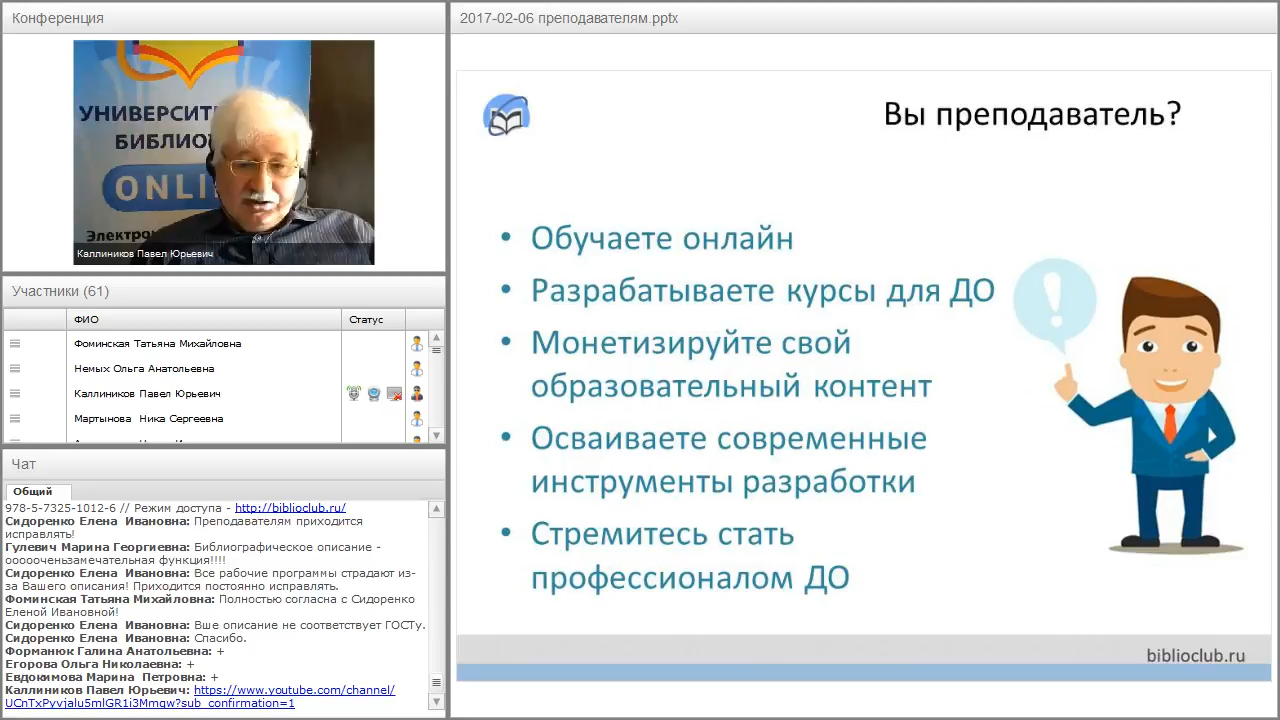 Конференция
УНИВЕРСИТ
БИБЛИО
ONLI
Электро
Каллиников Павел Юрьевич
Участники (61)
ФИО
Статус
Фоминская Татьяна Михайловна
Немых Ольга Анатольевна
Каллиников Павел Юрьевич
Мартынова Ника Сергеевна
Чат
Общий
978-5-7325-1012-6 // Режим доступа - http://biblioclub.ru/
Сидоренко Елена Ивановна: Преподавателям приходится
исправлять!
Гулевич Марина Георгиевна: Библиографическое описание -
ооооочензамечательная функция!!!!
Сидоренко Елена Ивановна: Все рабочие программы страдают из-
за Вашего описания! Приходится постоянно исправлять.
Фоминская Татьяна Михайловна: Полностью согласна с Сидоренко
Еленой Ивановной!
Сидоренко Елена Ивановна: Вше описание не соответствует ГОСТу.
Сидоренко Елена Ивановна: Спасибо.
Форманюк Галина Анатольевна: +
Егорова Ольга Николаевна: +
Евдокимова Марина Петровна: +
Каллиников Павел Юрьевич: https://www.youtube.com/channel/
UCnTxPyvjalu5mlGR1i3Mmqw?sub_confirmation=1
2017-02-06 преподавателям.pptx
Вы преподаватель?
• Обучаете онлайн
• Разрабатываете курсы для ДО
• Монетизируйте свой
образовательный контент
• Осваиваете современные
инструменты разработки
• Стремитесь стать
профессионалом ДО
!
biblioclub.ru